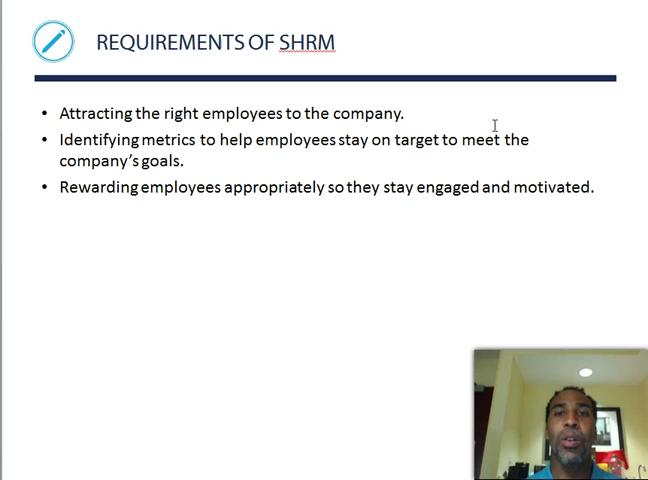 REQUIREMENTS OF SHRM
• Attracting the right employees to the company.
• Identifying metrics to help employees stay on target to meet the
company's goals.
• Rewarding employees appropriately so they stay engaged and motivated.